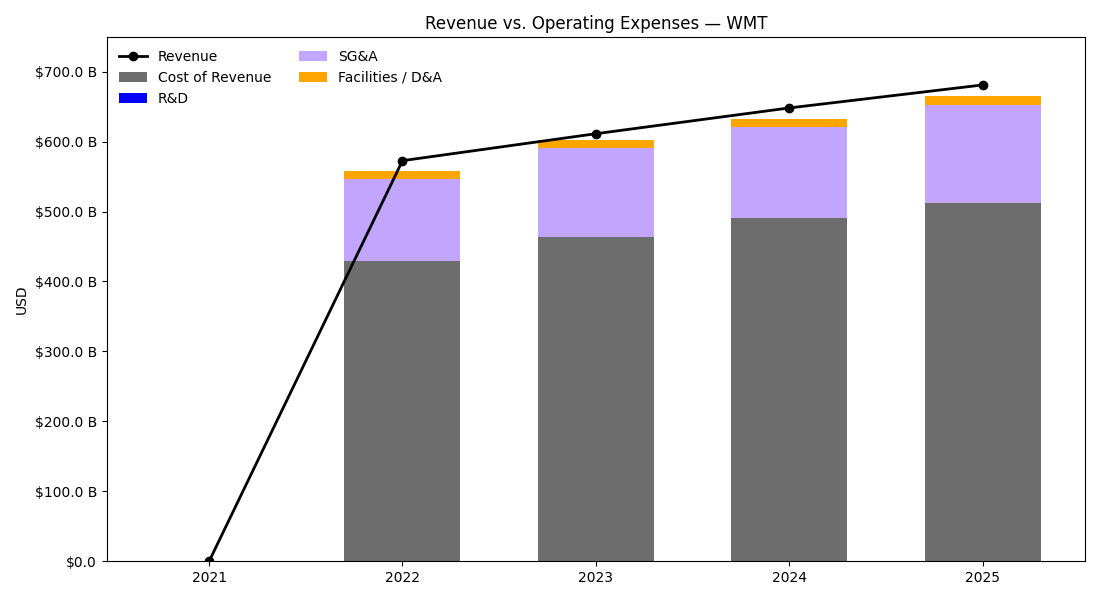 Revenue vs. Operating Expenses — WMT
Revenue
Cost of Revenue
R&D
SG&A
Facilities / D&A
USD
$700.0 B
$600.0 B
$500.0 B
$400.0 B
$300.0 B
$200.0 B
$100.0 B
$0.0
2021
2022
2023
2024
2025